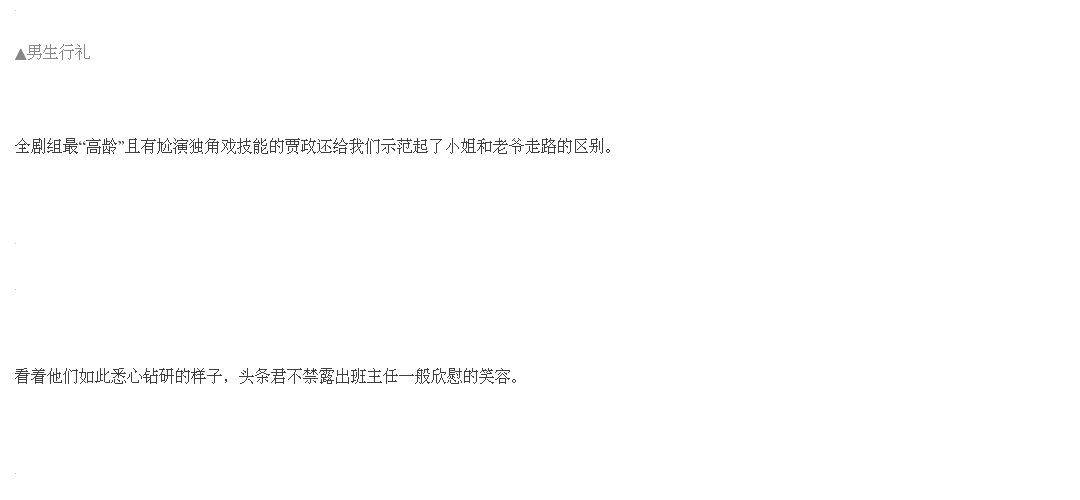 ▲男生行礼
全剧组最“高龄”且有尬演独角戏技能的贾政还给我们示范起了小姐和老爷走路的区别。
看着他们如此悉心钻研的样子，头条君不禁露出班主任一般欣慰的笑容。